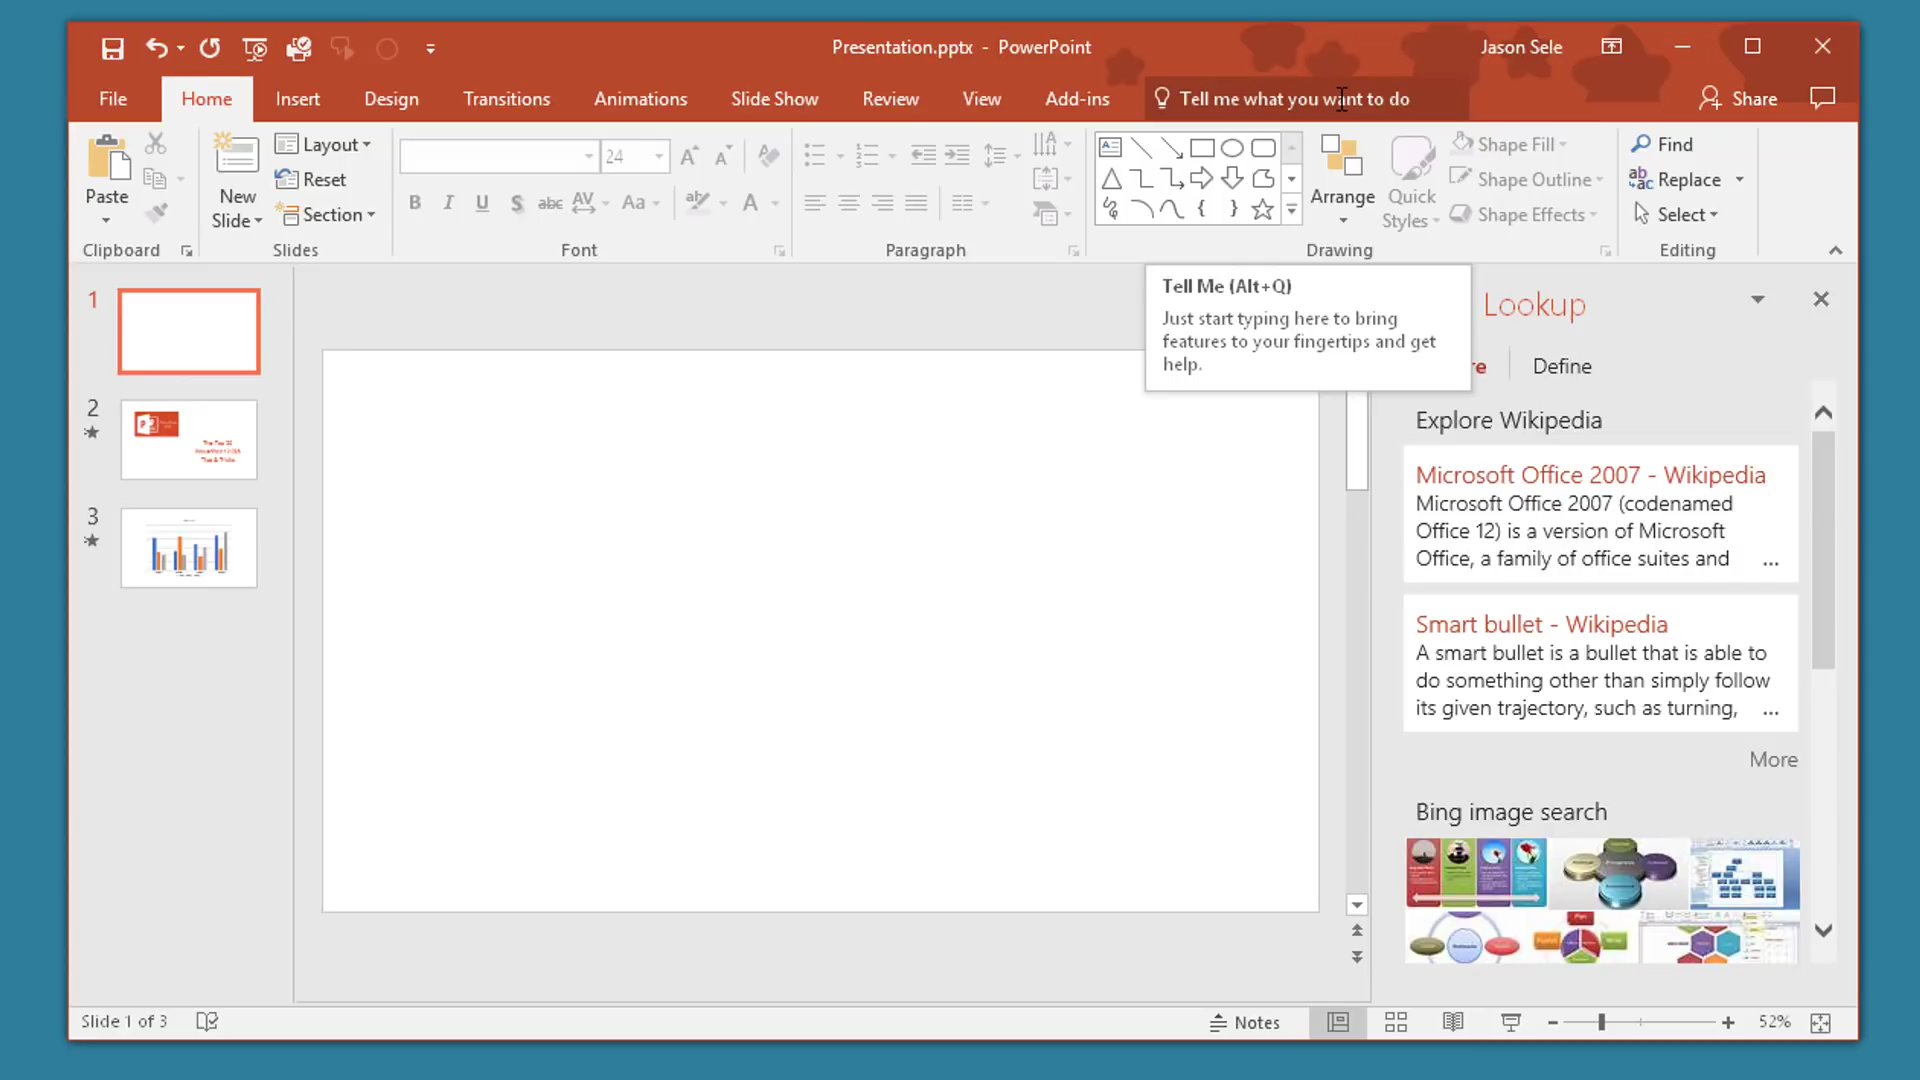 Presentation.pptx - PowerPoint
Jason Sele
File
Home
Insert
Design
Transitions
Animations
Slide Show
Review
View
Add-ins
Tell me what you want to do
Share
Paste
New
Slide
Layout
Reset
Section
24
B I U S abc AV Aa A
Arrange
Quick
Styles
Shape Fill
Shape Outline
Shape Effects
Find
Replace
Select
Clipboard
Slides
Font
Paragraph
Drawing
Editing
Tell Me (Alt+Q)
Just start typing here to bring
features to your fingertips and get
help.
Lookup
re
Define
1
2
3
Explore Wikipedia
Microsoft Office 2007 - Wikipedia
Microsoft Office 2007 (codenamed
Office 12) is a version of Microsoft
Office, a family of office suites and ...
Smart bullet - Wikipedia
A smart bullet is a bullet that is able to
do something other than simply follow
its given trajectory, such as turning, ...
More
Bing image search
Slide 1 of 3
Notes
52%